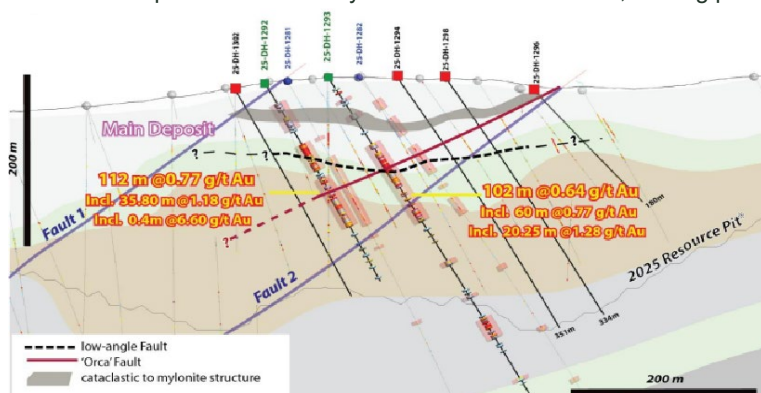 25-DH-1302
25-DH-1292
25-DH-1281
25-DH-1293
25-DH-1282
25-DH-1294
25-DH-1298
25-DH-1296
200 m
Main Deposit
?
?
?
112 m @0.77 g/t Au
Incl. 35.80 m @1.18 g/t Au
Incl. 0.4m @6.60 g/t Au
102 m @0.64 g/t Au
Incl. 60 m @0.77 g/t Au
Incl. 20.25 m @1.28 g/t Au
?
Fault 1
Fault 2
2025 Resource Pit*
351m
334m
low-angle Fault
'Orca' Fault
cataclastic to mylonite structure
200 m